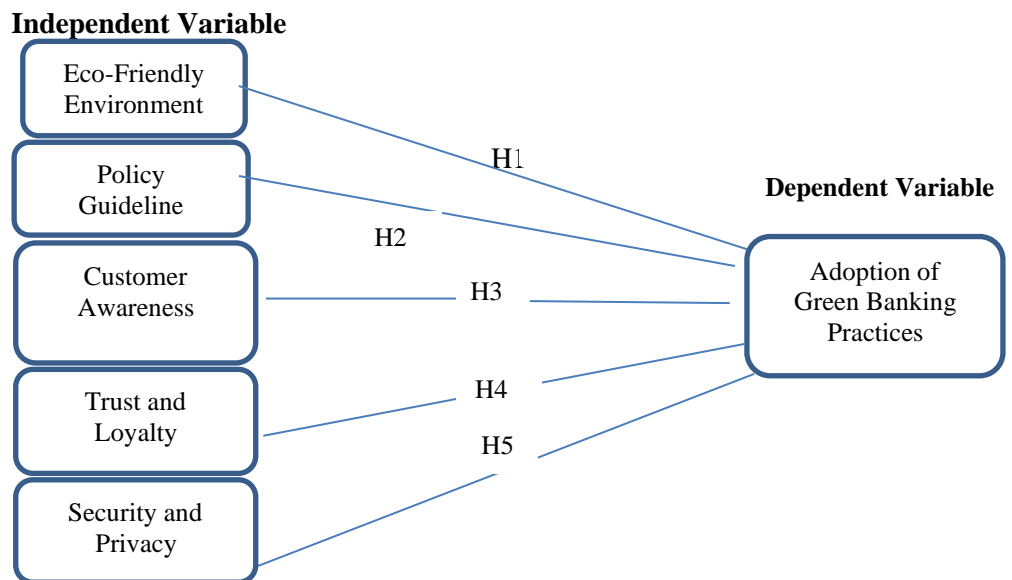 Independent Variable
Eco-Friendly
Environment
Policy
Guideline
Customer
Awareness
Trust and
Loyalty
Security and
Privacy
H1
H2
H3
H4
H5
Dependent Variable
Adoption of
Green Banking
Practices